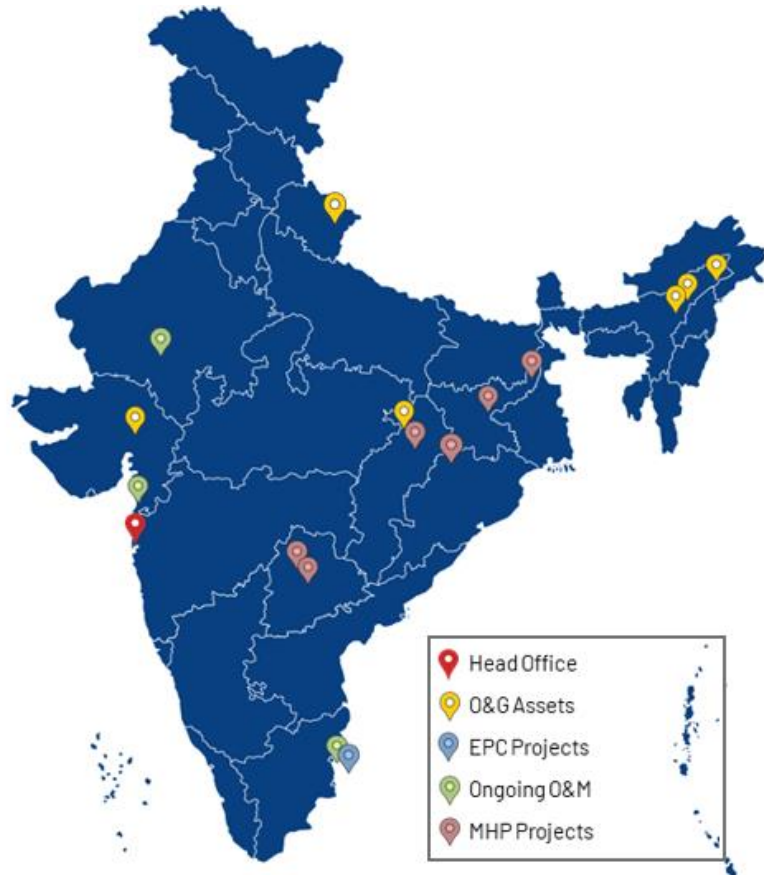 Head Office
O&G Assets
EPC Projects
Ongoing O&M
MHP Projects